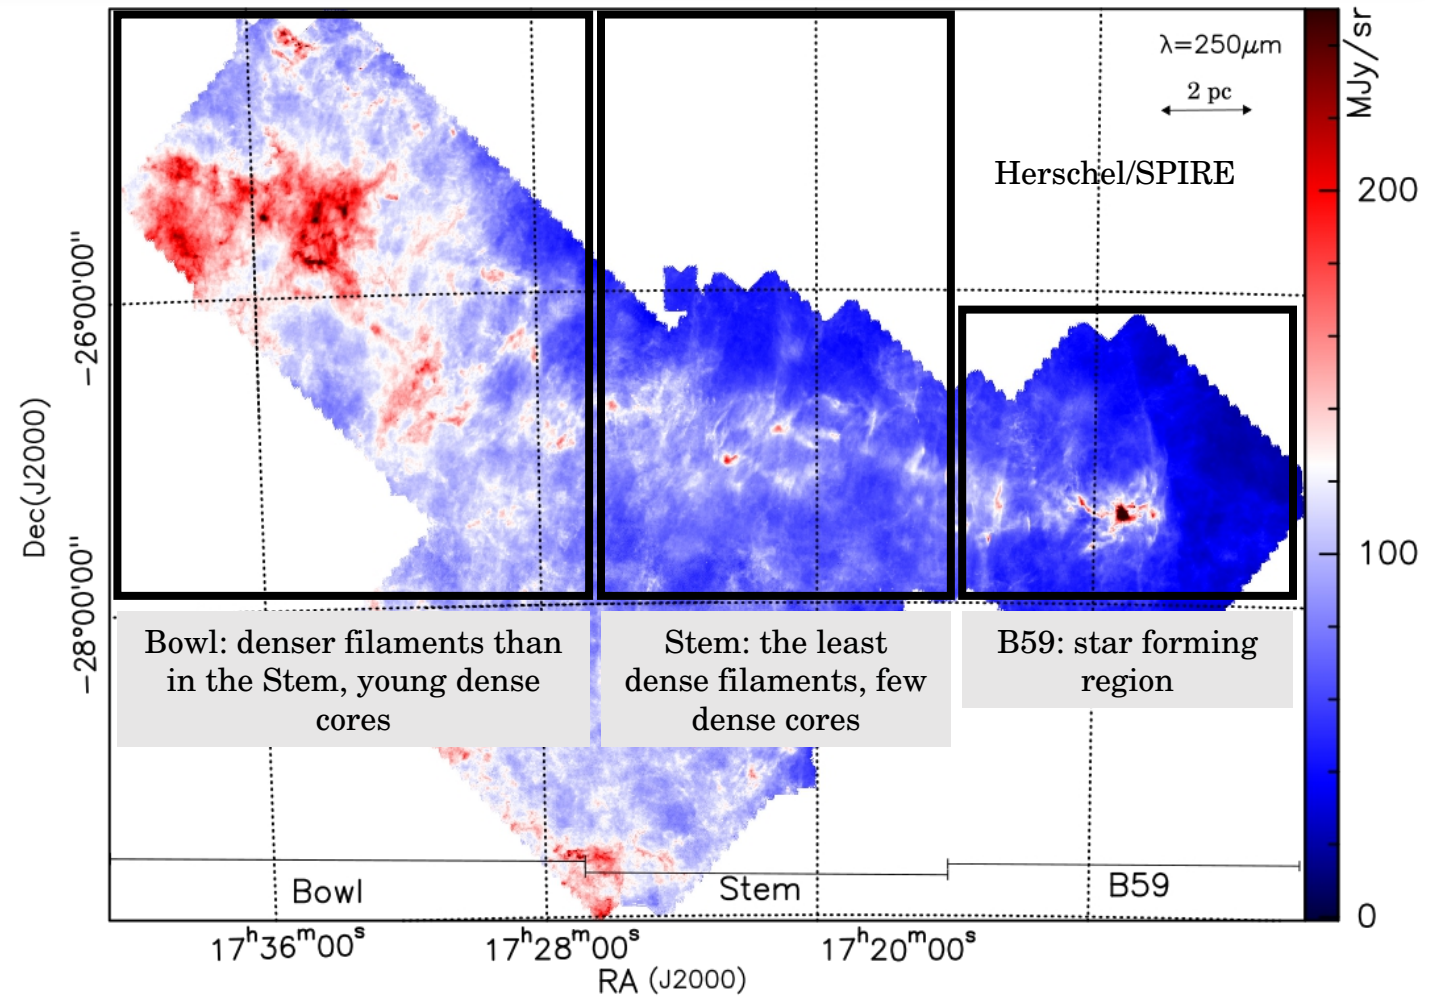 λ=250μm
2 pc
Herschel/SPIRE
MJy/sr
200
100
0
Dec(J2000)
−26°00'00"
−28°00'00"
Bowl: denser filaments than
in the Stem, young dense
cores
Stem: the least
dense filaments, few
dense cores
B59: star forming
region
Bowl
Stem
B59
17ʰ36ᵐ00ˢ
17ʰ28ᵐ00ˢ
17ʰ20ᵐ00ˢ
RA (J2000)